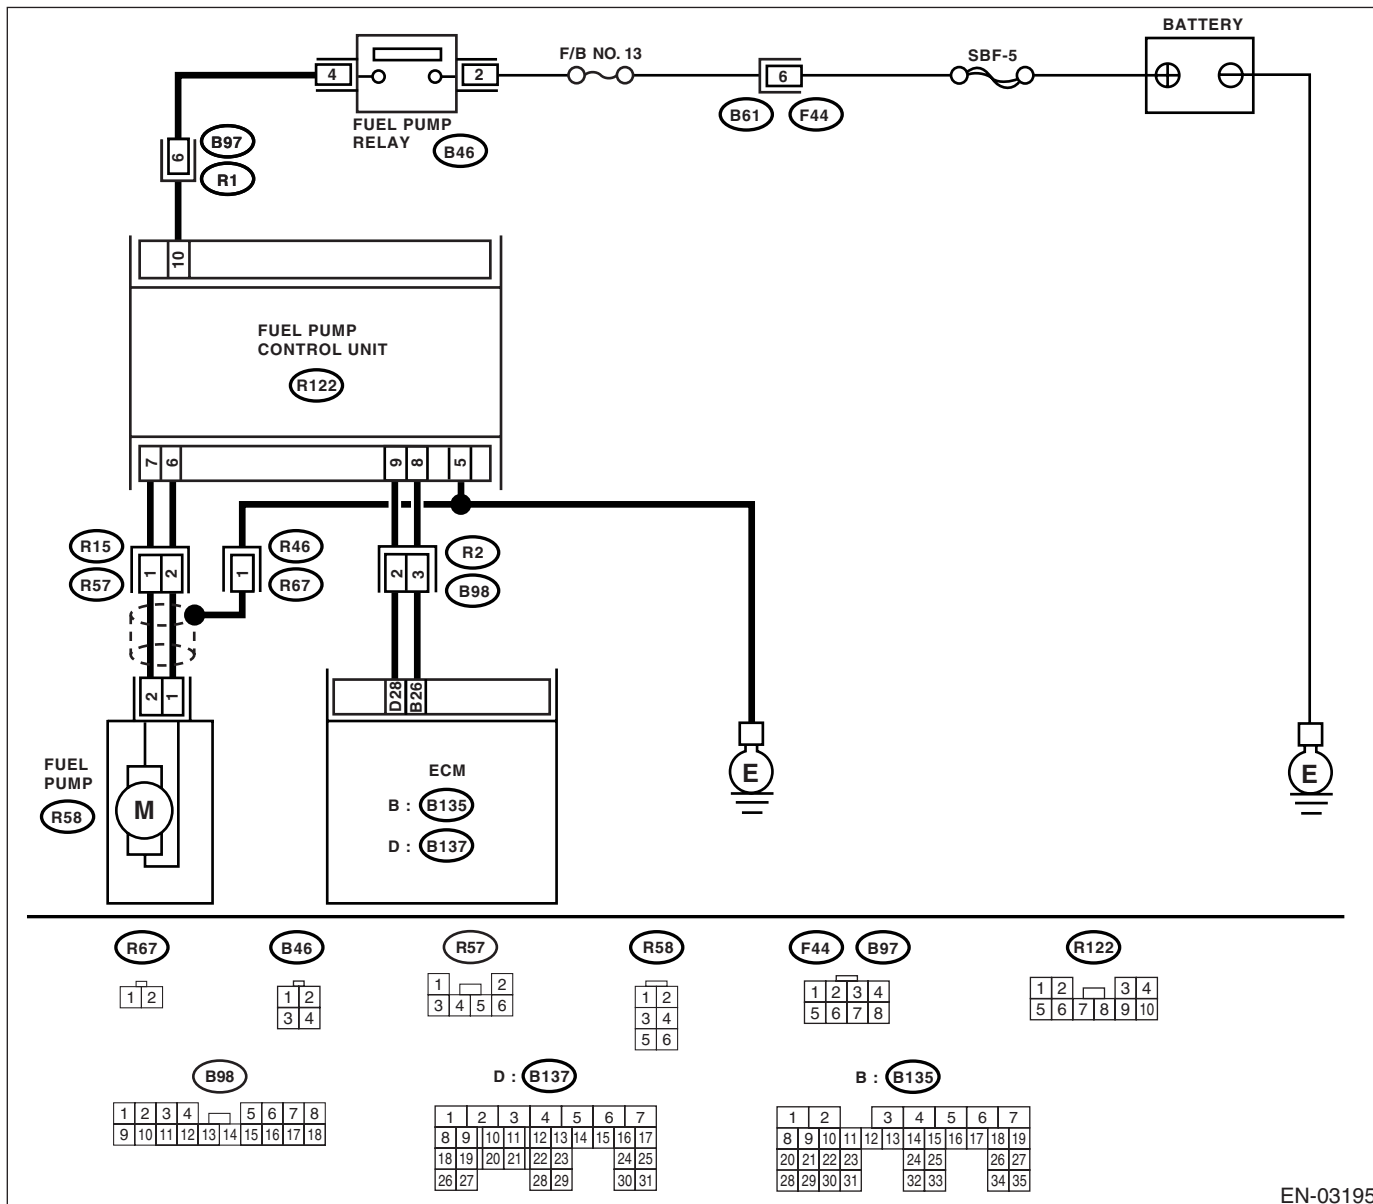 BATTERY
F/B NO. 13
SBF-5
4
2
6
B61
F44
FUEL PUMP
RELAY
B46
6
B97
R1
10
FUEL PUMP
CONTROL UNIT
R122
7
6
9
8
5
R15
R57
1
2
1
R46
R67
2
3
R2
B98
2
1
D28
B26
FUEL
PUMP
R58
M
ECM
B : B135
D : B137
E
E
R67
B46
R57
R58
F44
B97
R122
1 2
1 2
3 4
1 2
3 4 5 6
1 2
3 4
5 6
1 2 3 4
5 6 7 8
1 2 3 4
5 6 7 8 9 10
B98
D : B137
B : B135
1 2 3 4 5 6 7 8
9 10 11 12 13 14 15 16 17 18
1 2 3 4 5 6 7
8 9 10 11 12 13 14 15 16 17
18 19 20 21 22 23 24 25
26 27 28 29 30 31
1 2 3 4 5 6 7
8 9 10 11 12 13 14 15 16 17 18 19
20 21 22 23 24 25 26 27
28 29 30 31 32 33 34 35
EN-03195